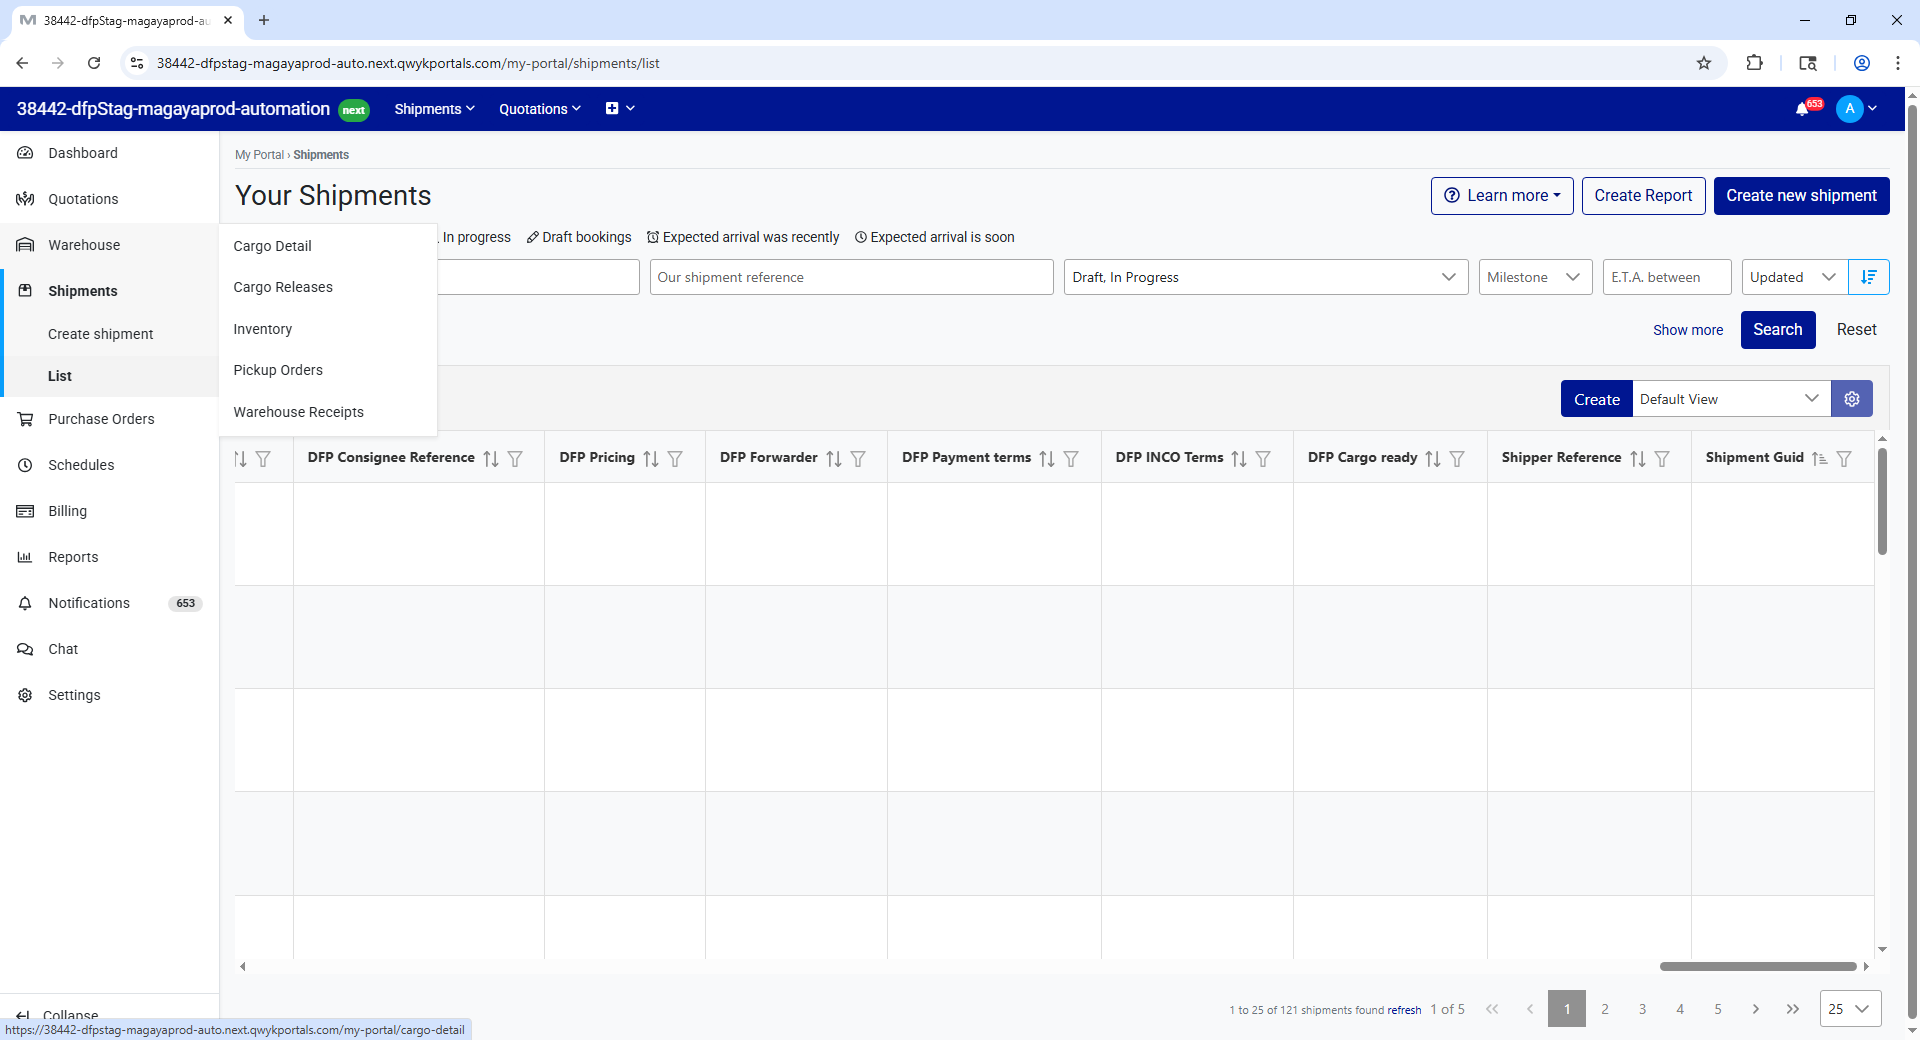 38442-dfpStag-magayaprod-au
38442-dfpstag-magayaprod-auto.next.qwykportals.com/my-portal/shipments/list
38442-dfpStag-magayaprod-automation next Shipments Quotations 653 A
Dashboard
Quotations
Warehouse
Shipments
Create shipment
List
Purchase Orders
Schedules
Billing
Reports
Notifications 653
Chat
Settings
Collapse
My Portal › Shipments
Your Shipments
Learn more Create Report Create new shipment
In progress Draft bookings Expected arrival was recently Expected arrival is soon
Cargo Detail
Cargo Releases
Inventory
Pickup Orders
Warehouse Receipts
Our shipment reference Draft, In Progress Milestone E.T.A. between Updated
Show more Search Reset
Create Default View
DFP Consignee Reference DFP Pricing DFP Forwarder DFP Payment terms DFP INCO Terms DFP Cargo ready Shipper Reference Shipment Guid
1 to 25 of 121 shipments found refresh 1 of 5 1 2 3 4 5 25
https://38442-dfpstag-magayaprod-auto.next.qwykportals.com/my-portal/cargo-detail